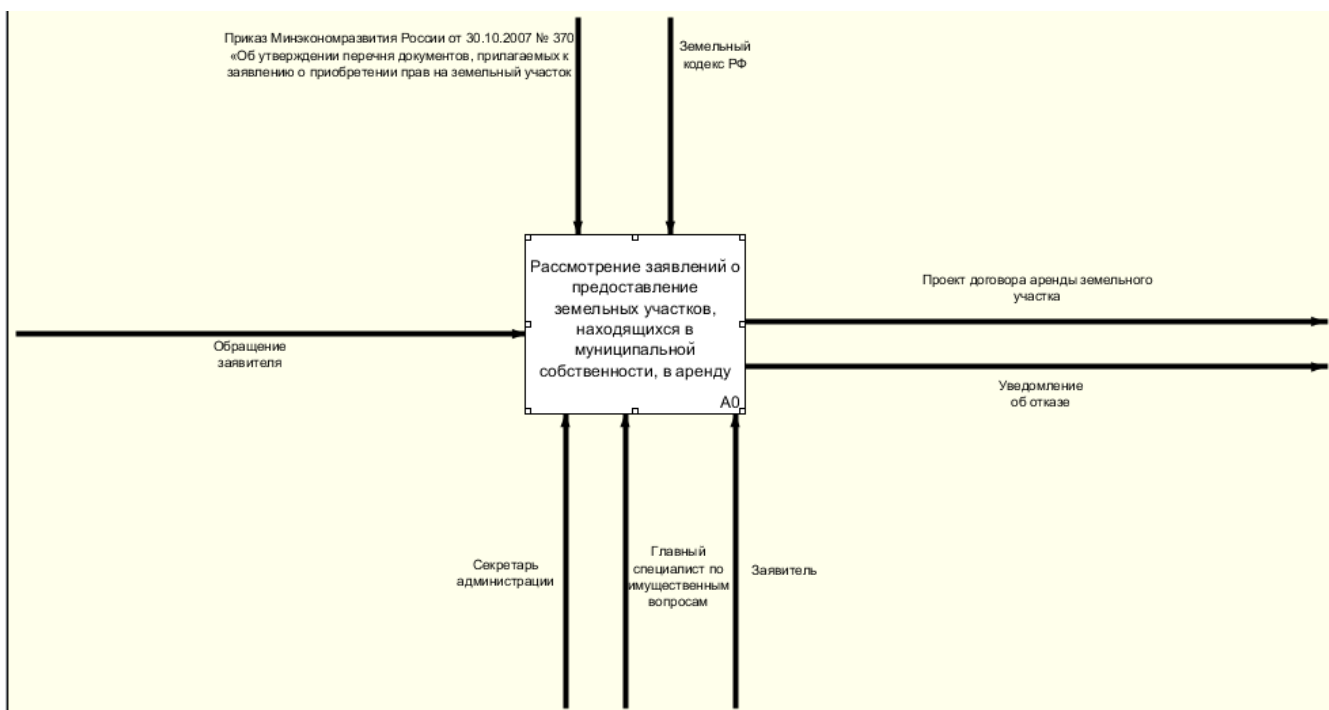 Приказ Минэкономразвития России от 30.10.2007 № 370
«Об утверждении перечня документов, прилагаемых к
заявлению о приобретении прав на земельный участок
Земельный
кодекс РФ
Рассмотрение заявлений о
предоставление
земельных участков,
находящихся в
муниципальной
собственности, в аренду
A0
Обращение
заявителя
Проект договора аренды земельного
участка
Уведомление
об отказе
Секретарь
администрации
Главный
специалист по
имущественным
вопросам
Заявитель